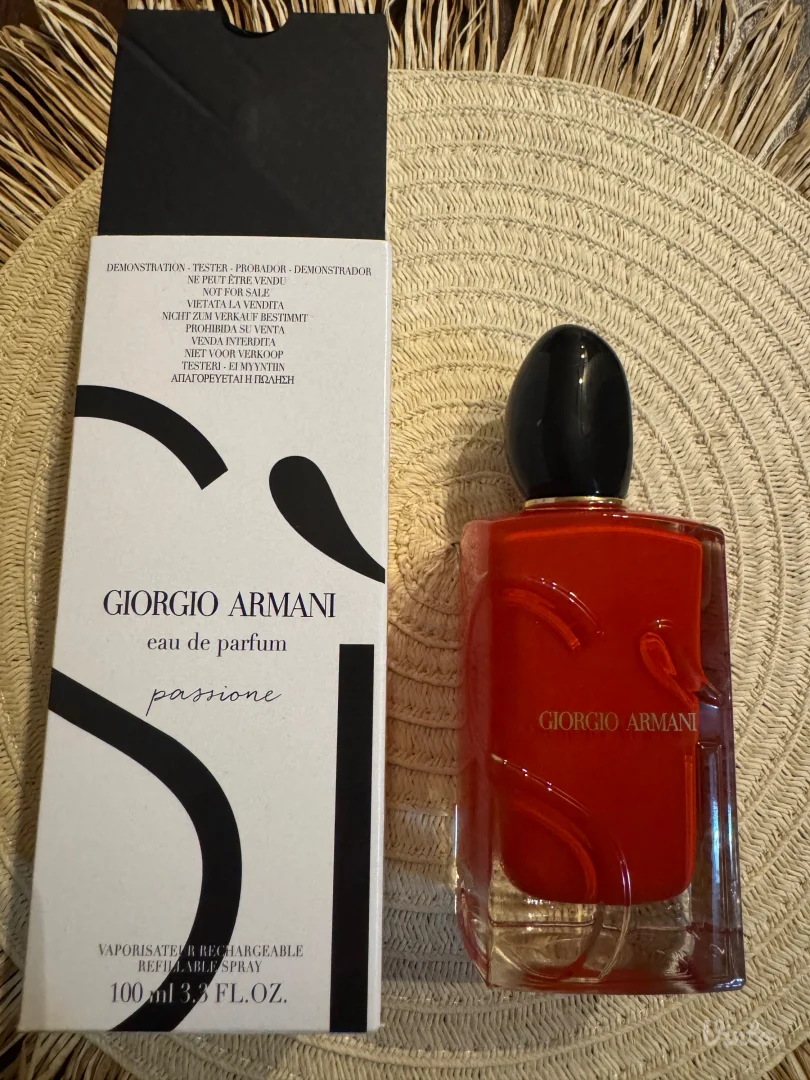 DEMONSTRATION - TESTER - PROBADOR - DEMONSTRADOR
NE PEUT ÊTRE VENDU
NOT FOR SALE
VIETATA LA VENDITA
NICHT ZUM VERKAUF BESTIMMT
PROHIBIDA SU VENTA
VENDA INTERDITA
NIET VOOR VERKOOP
TESTERI - EI MYYNTIIN
ΑΠΑΓΟΡΕΥΕΤΑΙ Η ΠΩΛΗΣΗ
SÌ
GIORGIO ARMANI
eau de parfum
passione
VAPORISATEUR RECHARGEABLE
REFILLABLE SPRAY
100 ml 3.3 FL.OZ.
GIORGIO ARMANI